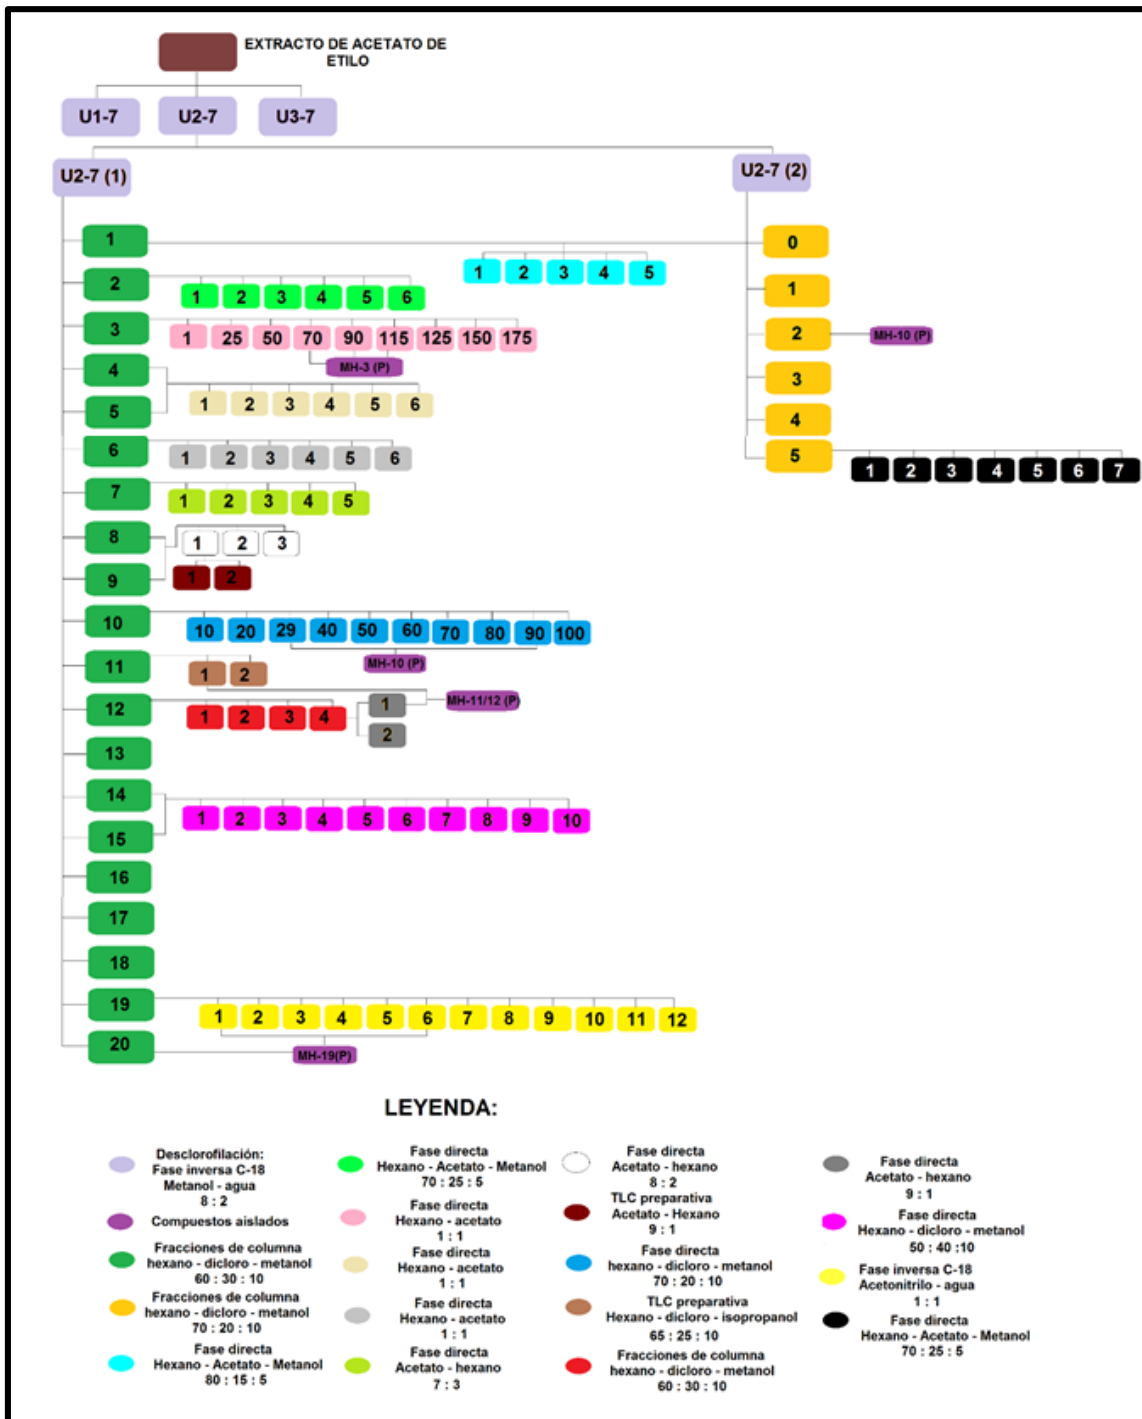 EXTRACTO DE ACETATO DE
ETILO
U1-7 U2-7 U3-7
U2-7 (1) U2-7 (2)
1 0
1 2 3 4 5
2 1
1 2 3 4 5 6
3 2 MH-10 (P)
1 25 50 70 90 115 125 150 175
MH-3 (P)
4 3
1 2 3 4 5 6
5 4
6 5
1 2 3 4 5 6
1 2 3 4 5 6 7
7
1 2 3 4 5
8
1 2 3
9
1 2
10
10 20 29 40 50 60 70 80 90 100
MH-10 (P)
11
1 2
MH-11/12 (P)
12
1 2 3 4
1
2
13
14
1 2 3 4 5 6 7 8 9 10
15
16
17
18
19
1 2 3 4 5 6 7 8 9 10 11 12
20
MH-19(P)
LEYENDA:
Desclorofilación:
Fase inversa C-18
Metanol - agua
8 : 2
Compuestos aislados
Fracciones de columna
hexano - dicloro - metanol
60 : 30 : 10
Fracciones de columna
hexano - dicloro - metanol
70 : 20 : 10
Fase directa
Hexano - Acetato - Metanol
80 : 15 : 5
Fase directa
Hexano - Acetato - Metanol
70 : 25 : 5
Fase directa
Hexano - acetato
1 : 1
Fase directa
Hexano - acetato
1 : 1
Fase directa
Hexano - acetato
1 : 1
Fase directa
Acetato - hexano
7 : 3
Fase directa
Acetato - hexano
8 : 2
TLC preparativa
Acetato - Hexano
9 : 1
Fase directa
hexano - dicloro - metanol
70 : 20 : 10
TLC preparativa
Hexano - dicloro - isopropanol
65 : 25 : 10
Fracciones de columna
hexano - dicloro - metanol
60 : 30 : 10
Fase directa
Acetato - hexano
9 : 1
Fase directa
Hexano - dicloro - metanol
50 : 40 :10
Fase inversa C-18
Acetonitrilo - agua
1 : 1
Fase directa
Hexano - Acetato - Metanol
70 : 25 : 5